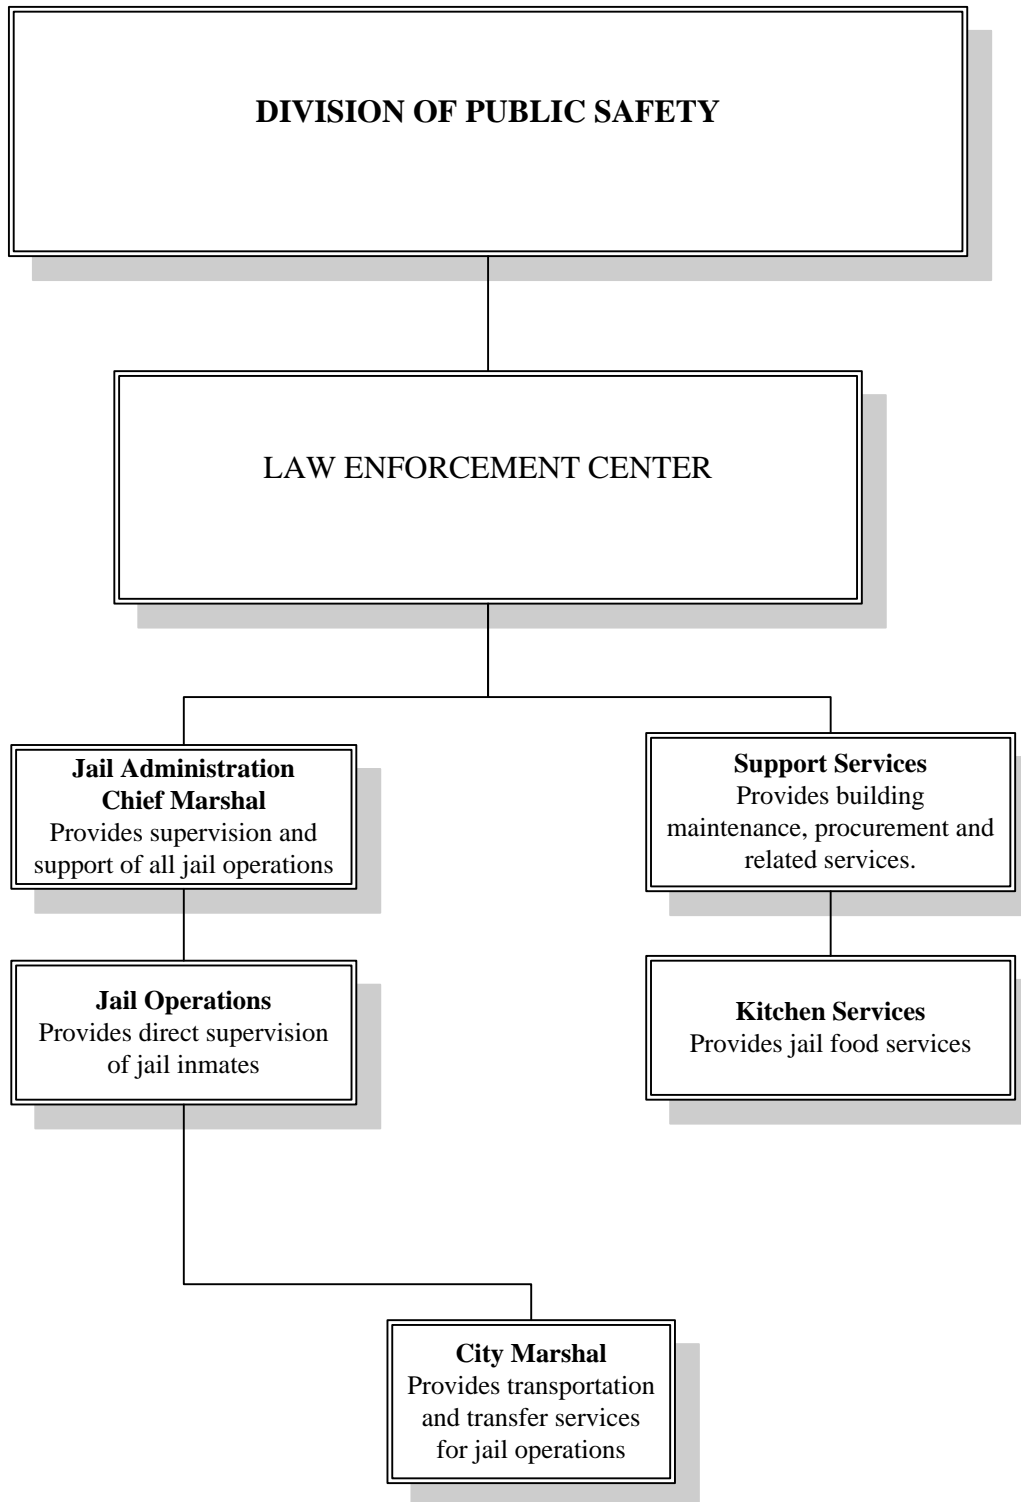 DIVISION OF PUBLIC SAFETY
LAW ENFORCEMENT CENTER
Jail Administration
Chief Marshal
Provides supervision and
support of all jail operations
Support Services
Provides building
maintenance, procurement and
related services.
Jail Operations
Provides direct supervision
of jail inmates
Kitchen Services
Provides jail food services
City Marshal
Provides transportation
and transfer services
for jail operations